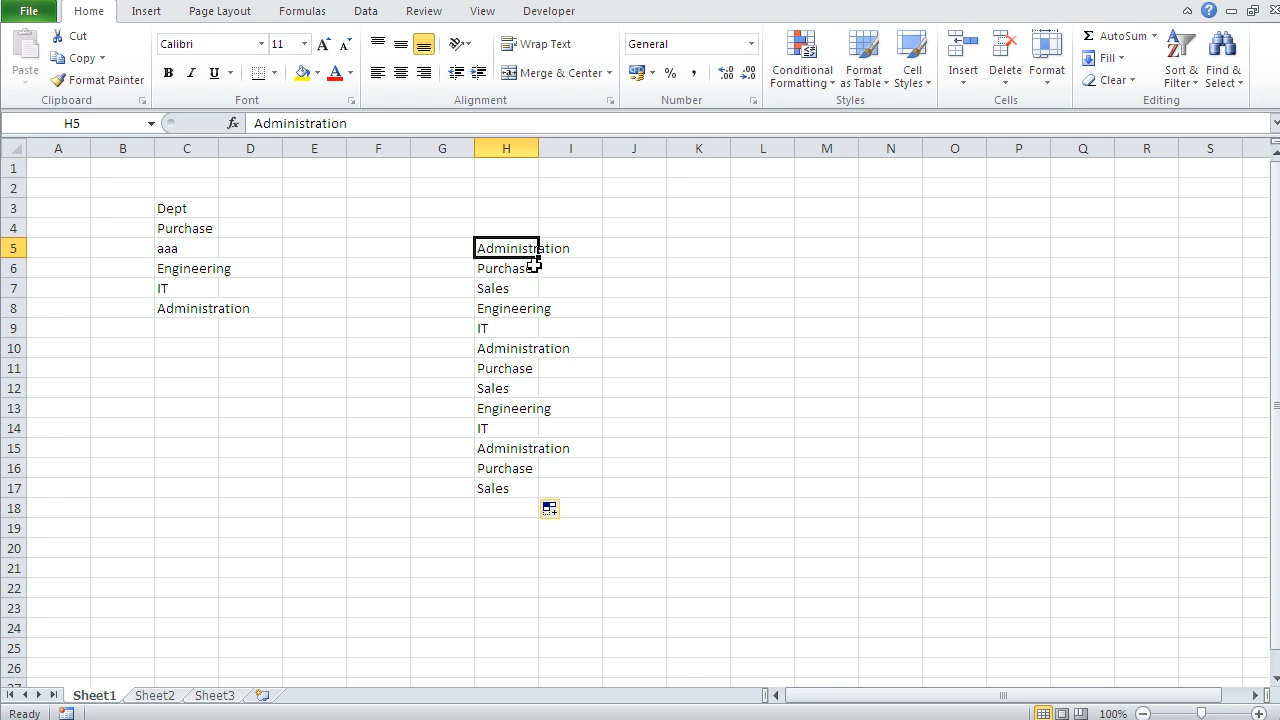 File Home Insert Page Layout Formulas Data Review View Developer
Paste Cut Copy Format Painter Clipboard
Calibri 11 B I U A Font
Wrap Text Merge & Center Alignment
General % , Number
Conditional Formatting Format as Table Cell Styles Styles
Insert Delete Format Cells
AutoSum Fill Clear Sort & Filter Find & Select Editing
H5 fx Administration
A B C D E F G H I J K L M N O P Q R S
1
2
3 Dept
4 Purchase
5 aaa Administration
6 Engineering Purchase
7 IT Sales
8 Administration Engineering
9 IT
10 Administration
11 Purchase
12 Sales
13 Engineering
14 IT
15 Administration
16 Purchase
17 Sales
18
19
20
21
22
23
24
25
26
27
Sheet1 Sheet2 Sheet3
Ready 100%